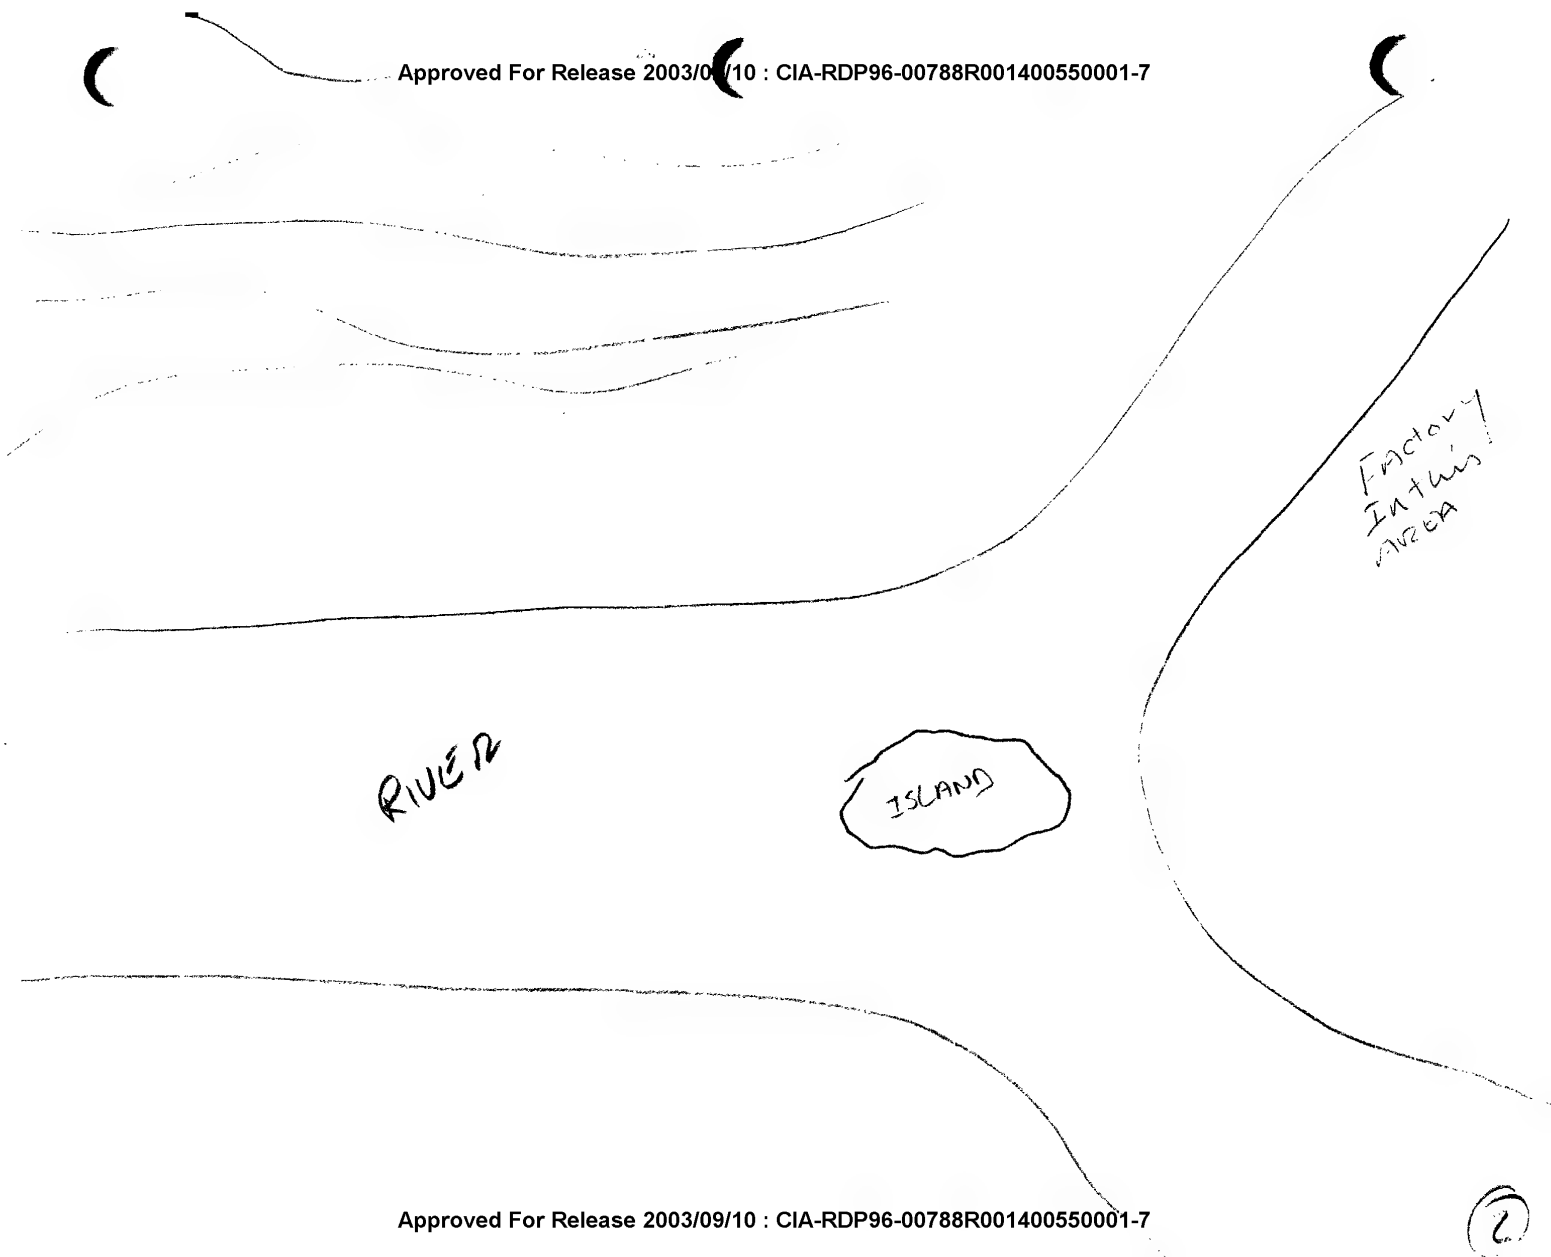 Approved For Release 2003/09/10 : CIA-RDP96-00788R001400550001-7
Factory
In this
AREA
RIVER
ISLAND
Approved For Release 2003/09/10 : CIA-RDP96-00788R001400550001-7
2